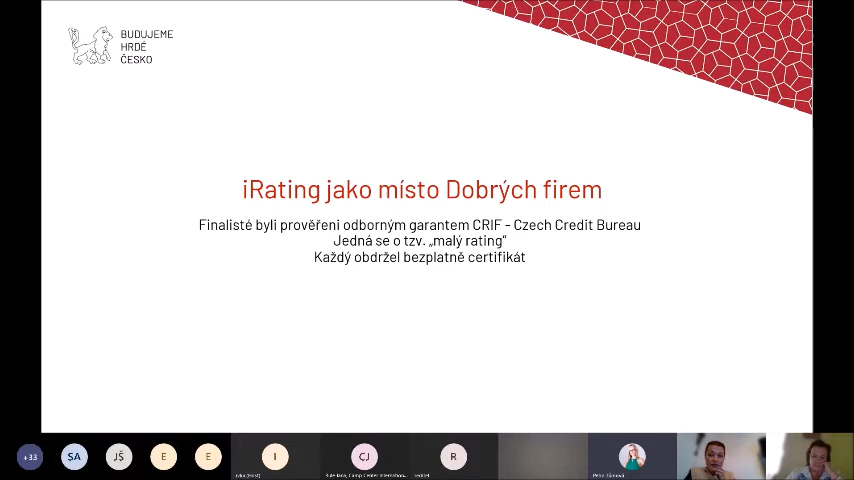 BUDUJEME
HRDÉ
ČESKO
iRating jako místo Dobrých firem
Finalisté byli prověřeni odborným garantem CRIF - Czech Credit Bureau
Jedná se o tzv. „malý rating“
Každý obdržel bezplatně certifikát
+33
SA
JŠ
E
E
I
CJ
R